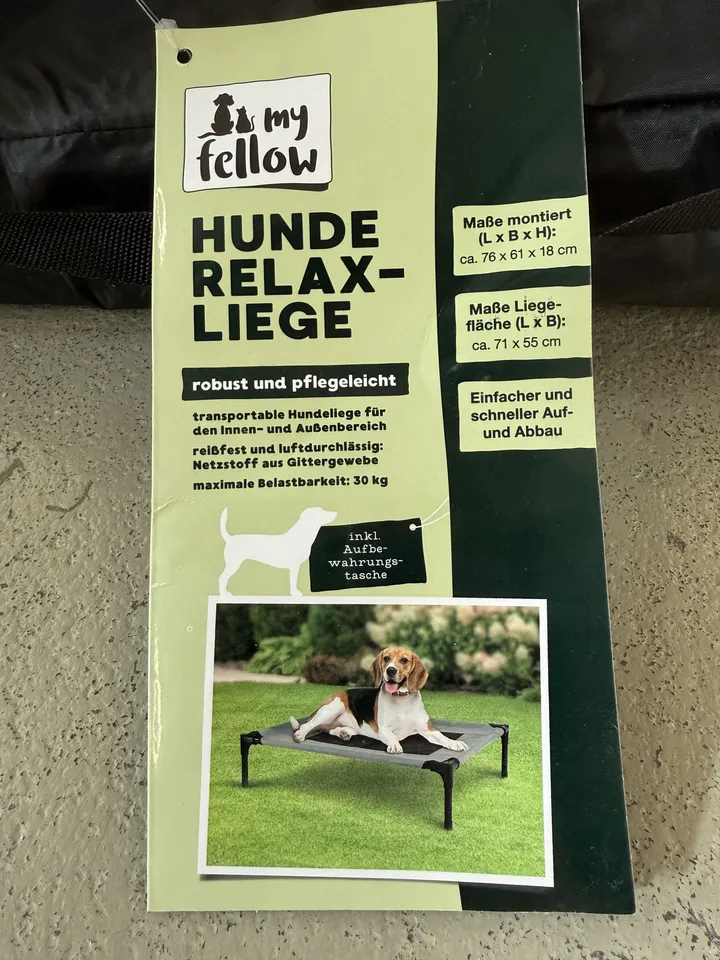 my
fellow
HUNDE
RELAX-
LIEGE
robust und pflegeleicht
transportable Hundeliege für
den Innen- und Außenbereich
reißfest und luftdurchlässig:
Netzstoff aus Gittergewebe
maximale Belastbarkeit: 30 kg
inkl.
Aufbe-
wahrungs-
tasche
Maße montiert
(L x B x H):
ca. 76 x 61 x 18 cm
Maße Liege-
fläche (L x B):
ca. 71 x 55 cm
Einfacher und
schneller Auf-
und Abbau